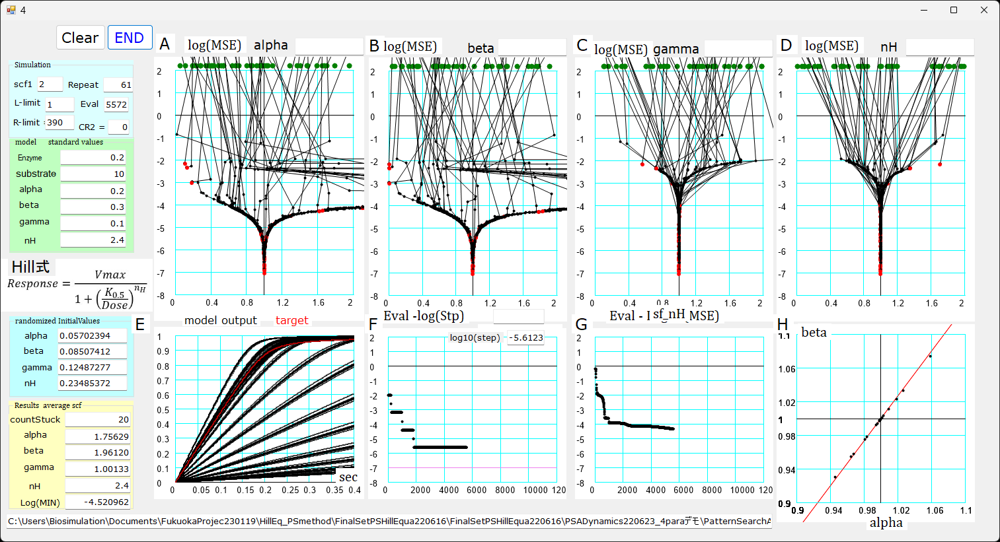 4
Clear
END
Simulation
scf1 2 Repeat 61
L-limit 1 Eval 5572
R-limit = 390 CR2 = 0
model standard values
Enzyme 0.2
substrate 10
alpha 0.2
beta 0.3
gamma 0.1
nH 2.4
Hill式
Response = Vmax / 1 + (K0.5 / Dose)^nH
randomized InitialValues
alpha 0.05702394
beta 0.08507412
gamma 0.12487277
nH 0.23485372
Results average scf
countStuck 20
alpha 1.75629
beta 1.96120
gamma 1.00133
nH 2.4
Log(MIN) -4.520962
A log(MSE) alpha
2
1
0
-1
-2
-3
-4
-5
-6
-7
-8
0 0.4 0.8 1.2 1.6 2
B log(MSE) beta
2
1
0
-1
-2
-3
-4
-5
-6
-7
-8
0 0.4 0.8 1.2 1.6 2
C log(MSE) gamma
2
1
0
-1
-2
-3
-4
-5
-6
-7
-8
0 0.4 0.8 1.2 1.6 2
D log(MSE) nH
2
1
0
-1
-2
-3
-4
-5
-6
-7
-8
0 0.4 0.8 1.2 1.6 2
E model output target
1
0.9
0.8
0.7
0.6
0.5
0.4
0.3
0.2
0.1
0
sec
0 0.05 0.1 0.15 0.2 0.25 0.3 0.35 0.4
F Eval -log(Stp)
log10(step) -5.6123
2
1
0
-1
-2
-3
-4
-5
-6
-7
-8
0 2000 4000 6000 8000 10000 12000
G Eval - l sf_nH MSE)
2
1
0
-1
-2
-3
-4
-5
-6
-7
-8
0 2000 4000 6000 8000 10000 120
H beta
1.1
1.06
1.02
1
0.98
0.94
0.9
0.9 0.94 0.98 1.02 1.06 1.1
alpha
C:\Users\Biosimulation\Documents\FukuokaProjec230119\HillEq_PSmethod\FinalSetPSHillEqua220616\FinalSetPSHillEqua220616\PSADynamics220623_4paraデモ\PatternSearchA